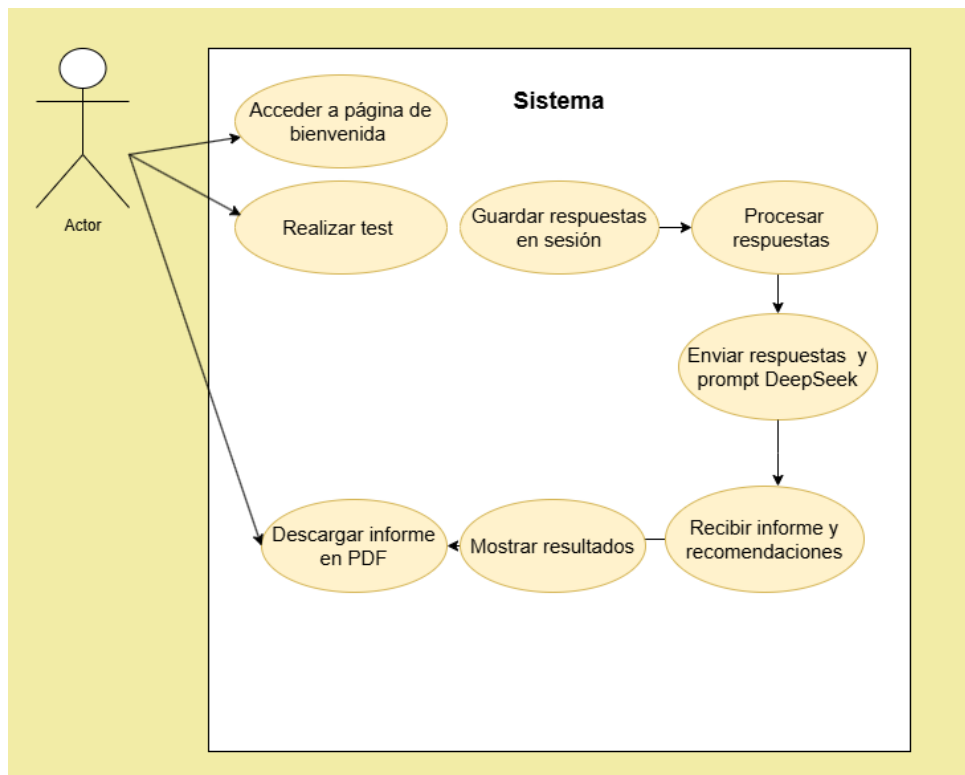 Sistema
Acceder a página de
bienvenida
Actor
Realizar test
Guardar respuestas
en sesión
Procesar
respuestas
Enviar respuestas y
prompt DeepSeek
Descargar informe
en PDF
Mostrar resultados
Recibir informe y
recomendaciones